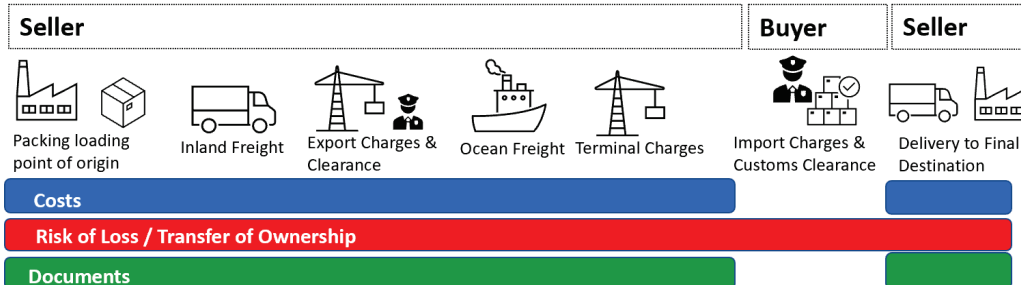 Seller
Buyer
Seller
Packing loading
point of origin
Inland Freight
Export Charges &
Clearance
Ocean Freight
Terminal Charges
Import Charges &
Customs Clearance
Delivery to Final
Destination
Costs
Risk of Loss / Transfer of Ownership
Documents